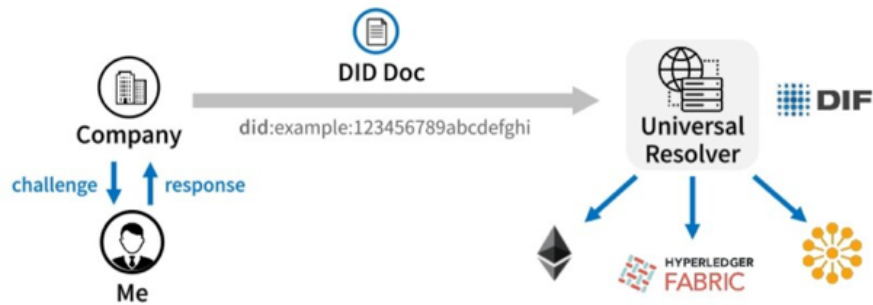 DID Doc
DIF
Company
did:example:123456789abcdefghi
Universal
Resolver
challenge
response
HYPERLEDGER
FABRIC
Me